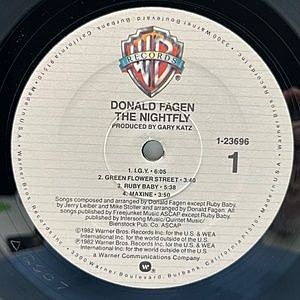 WB
RECORDS
DONALD FAGEN
THE NIGHTFLY
PRODUCED BY GARY KATZ
1-23696
1
1. I.G.Y. • 6:05
2. GREEN FLOWER STREET • 3:40
3. RUBY BABY • 5:38
4. MAXINE • 3:50
Songs composed and arranged by Donald Fagen except Ruby Baby,
by Jerry Leiber and Mike Stoller and arranged by Donald Fagen. All
songs published by Freejunket Music/ASCAP except Ruby Baby,
published by Intersong Music/Quintet Music/
Bienstock Pub. Co. ASCAP
℗1982 Warner Bros. Records Inc. for the U.S. & WEA
International Inc. for the world outside of the U.S.
©1982 Warner Bros. Records Inc. for the U.S. & WEA
International Inc. for the world outside of the U.S.
a Warner Communications Company